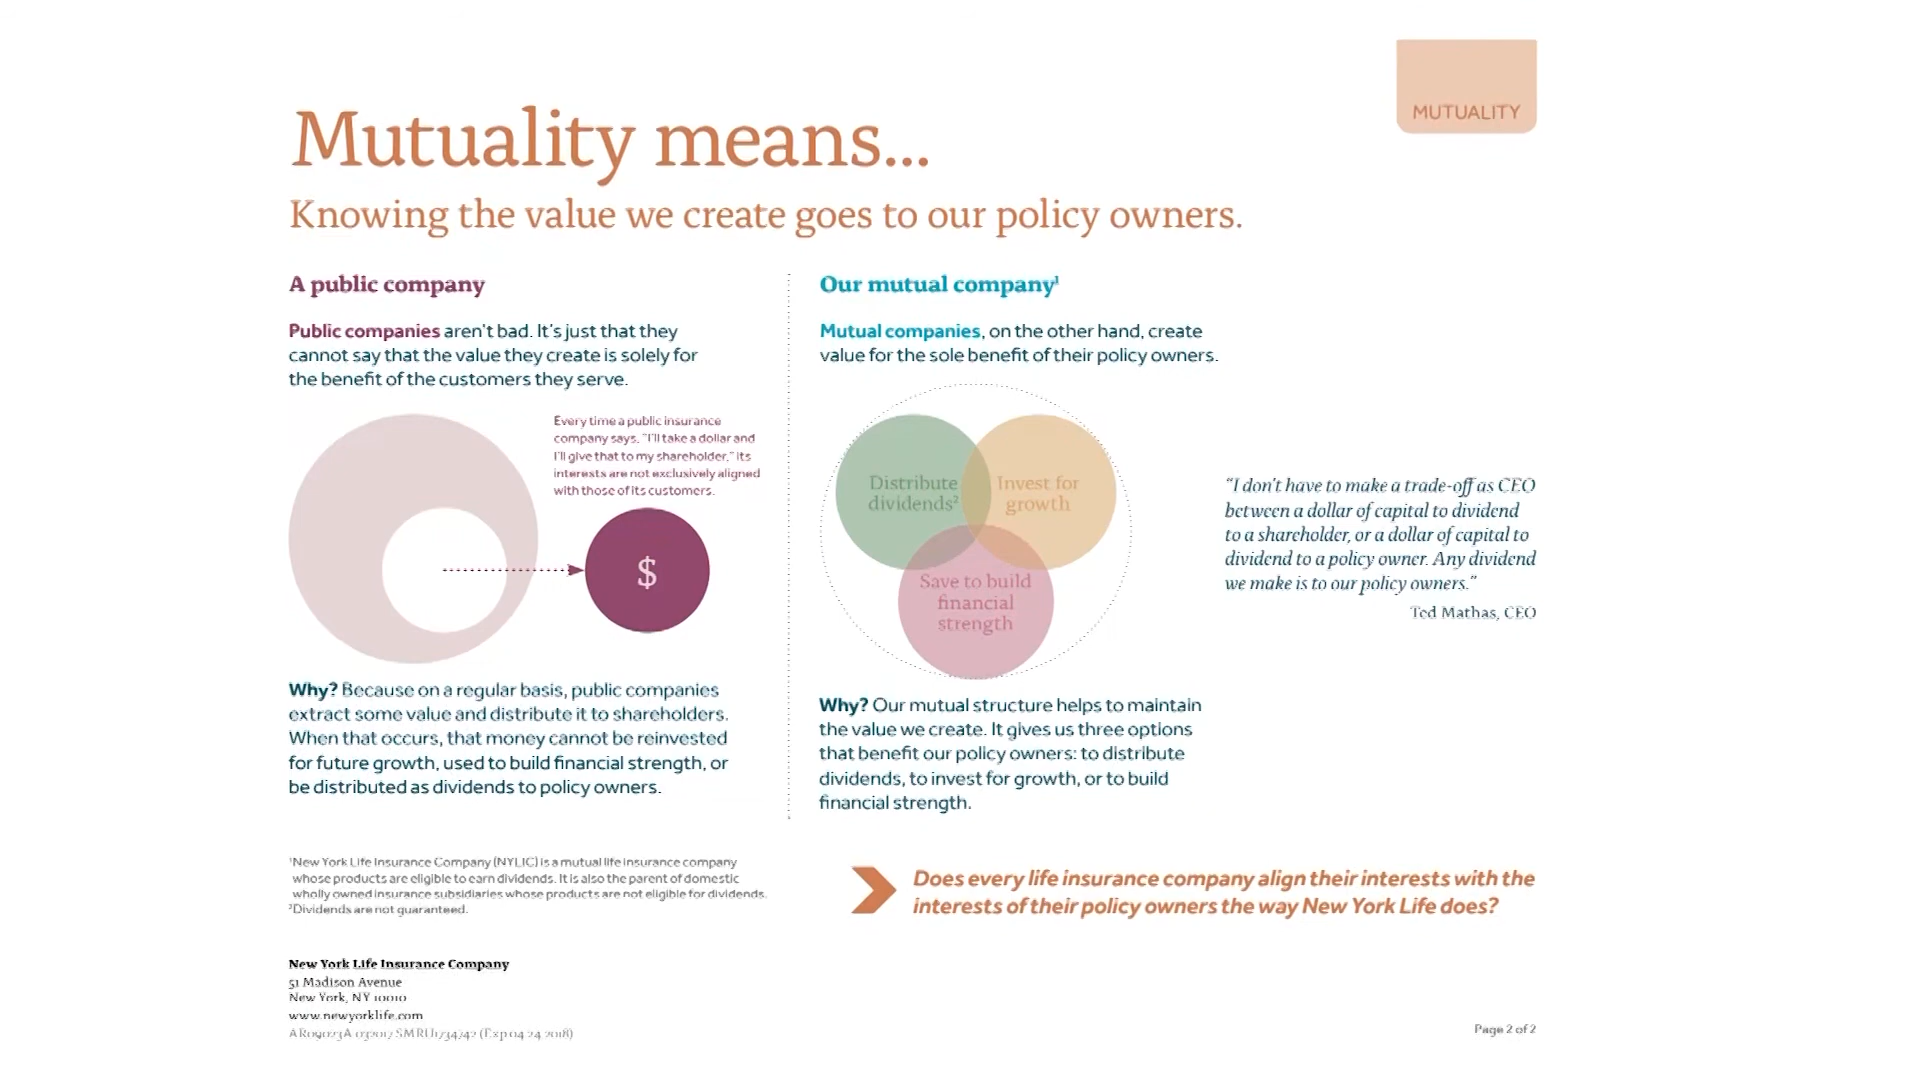 MUTUALITY
Mutuality means...
Knowing the value we create goes to our policy owners.
A public company
Public companies aren't bad. It's just that they
cannot say that the value they create is solely for
the benefit of the customers they serve.
Every time a public insurance
company says, "I'll take a dollar and
I'll give that to my shareholder," its
interests are not exclusively aligned
with those of its customers.
$
Why? Because on a regular basis, public companies
extract some value and distribute it to shareholders.
When that occurs, that money cannot be reinvested
for future growth, used to build financial strength, or
be distributed as dividends to policy owners.
Our mutual company¹
Mutual companies, on the other hand, create
value for the sole benefit of their policy owners.
Distribute
dividends²
Invest for
growth
Save to build
financial
strength
Why? Our mutual structure helps to maintain
the value we create. It gives us three options
that benefit our policy owners: to distribute
dividends, to invest for growth, or to build
financial strength.
"I don't have to make a trade-off as CEO
between a dollar of capital to dividend
to a shareholder, or a dollar of capital to
dividend to a policy owner. Any dividend
we make is to our policy owners."
Ted Mathas, CEO
¹New York Life Insurance Company (NYLIC) is a mutual life insurance company
whose products are eligible to earn dividends. It is also the parent of domestic
wholly owned insurance subsidiaries whose products are not eligible for dividends.
²Dividends are not guaranteed.
Does every life insurance company align their interests with the
interests of their policy owners the way New York Life does?
New York Life Insurance Company
51 Madison Avenue
New York, NY 10010
www.newyorklife.com
(Exp 04 24 2018)
Page 2 of 2